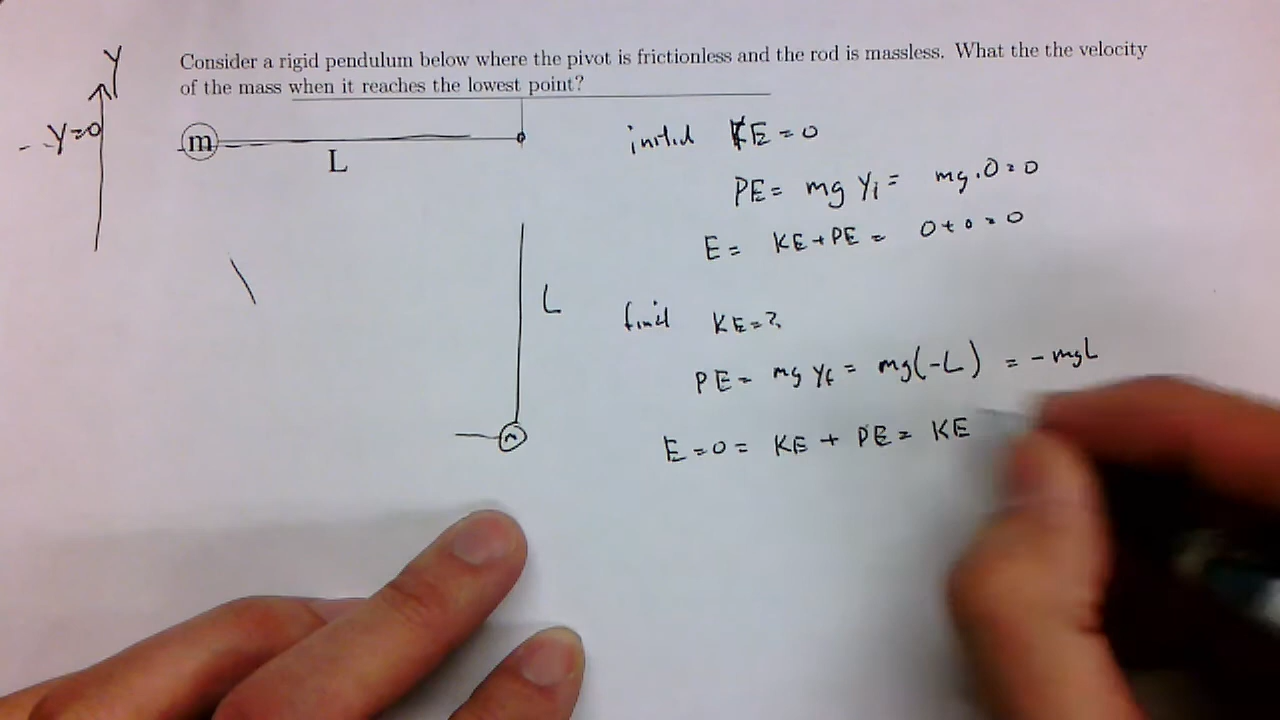 Consider a rigid pendulum below where the pivot is frictionless and the rod is massless. What the the velocity
of the mass when it reaches the lowest point?
Y
Y=0
m
L
initial KE = 0
PE = mg Yi = mg.0 = 0
E = KE + PE = 0 + 0 = 0
L
final KE = ?
PE = mg Yf = mg(-L) = -mgL
m
E = 0 = KE + PE = KE